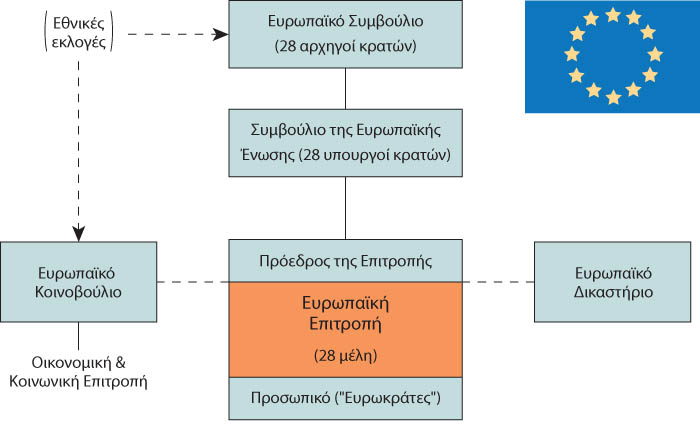 (Εθνικές
εκλογές)
Ευρωπαϊκό Συμβούλιο
(28 αρχηγοί κρατών)
Συμβούλιο της Ευρωπαϊκής
Ένωσης (28 υπουργοί κρατών)
Ευρωπαϊκό
Κοινοβούλιο
Οικονομική &
Κοινωνική Επιτροπή
Πρόεδρος της Επιτροπής
Ευρωπαϊκή
Επιτροπή
(28 μέλη)
Προσωπικό ("Ευρωκράτες")
Ευρωπαϊκό
Δικαστήριο